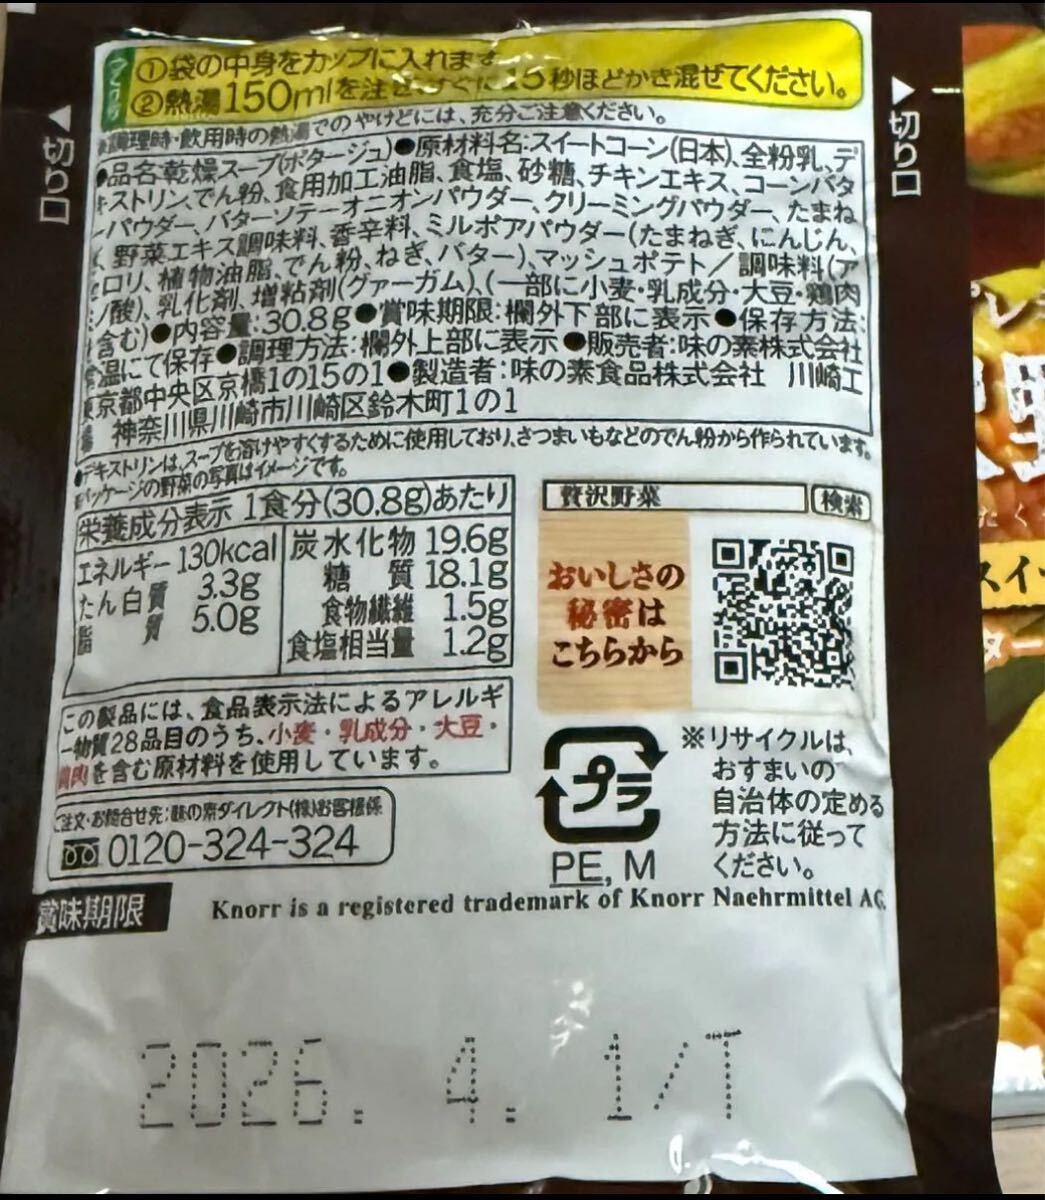 つくり方
①袋の中身をカップに入れます
②熱湯150mlを注ぎ、すぐに15秒ほどかき混ぜてください。
調理時・飲用時の熱湯でのやけどには、充分ご注意ください。
切り口
切り口
●品名:乾燥スープ(ポタージュ)●原材料名:スイートコーン(日本)、全粉乳、デ
キストリン、でん粉、食用加工油脂、食塩、砂糖、チキンエキス、コーンバタ
ーパウダー、バターソテーオニオンパウダー、クリーミングパウダー、たまね
、野菜エキス調味料、香辛料、ミルポアパウダー(たまねぎ、にんじん、
セロリ、植物油脂、でん粉、ねぎ、バター)、マッシュポテト/調味料(ア
ミノ酸)、乳化剤、増粘剤(グァーガム)、(一部に小麦・乳成分・大豆・鶏肉
を含む)●内容量:30.8g●賞味期限:欄外下部に表示●保存方法:
常温にて保存●調理方法:欄外上部に表示●販売者:味の素株式会社
東京都中央区京橋1の15の1●製造者:味の素食品株式会社 川崎工
場 神奈川県川崎市川崎区鈴木町1の1
●デキストリンは、スープを溶けやすくするために使用しており、さつまいもなどのでん粉から作られています。
パッケージの野菜の写真はイメージです。
栄養成分表示 1食分(30.8g)あたり
エネルギー 130kcal
たん白質 3.3g
脂質 5.0g
炭水化物 19.6g
糖質 18.1g
食物繊維 1.5g
食塩相当量 1.2g
贅沢野菜 検索
おいしさの
秘密は
こちらから
この製品には、食品表示法によるアレルギ
ー物質28品目のうち、小麦・乳成分・大豆・
鶏肉を含む原材料を使用しています。
ご注文・お問合せ先:味の素ダイレクト(株)お客様係
0120-324-324
プラ
PE, M
※リサイクルは、
おすまいの
自治体の定める
方法に従って
ください。
賞味期限
Knorr is a registered trademark of Knorr Naehrmittel AG.
2026. 4. 1/T
プレ
たく
スイー
ター